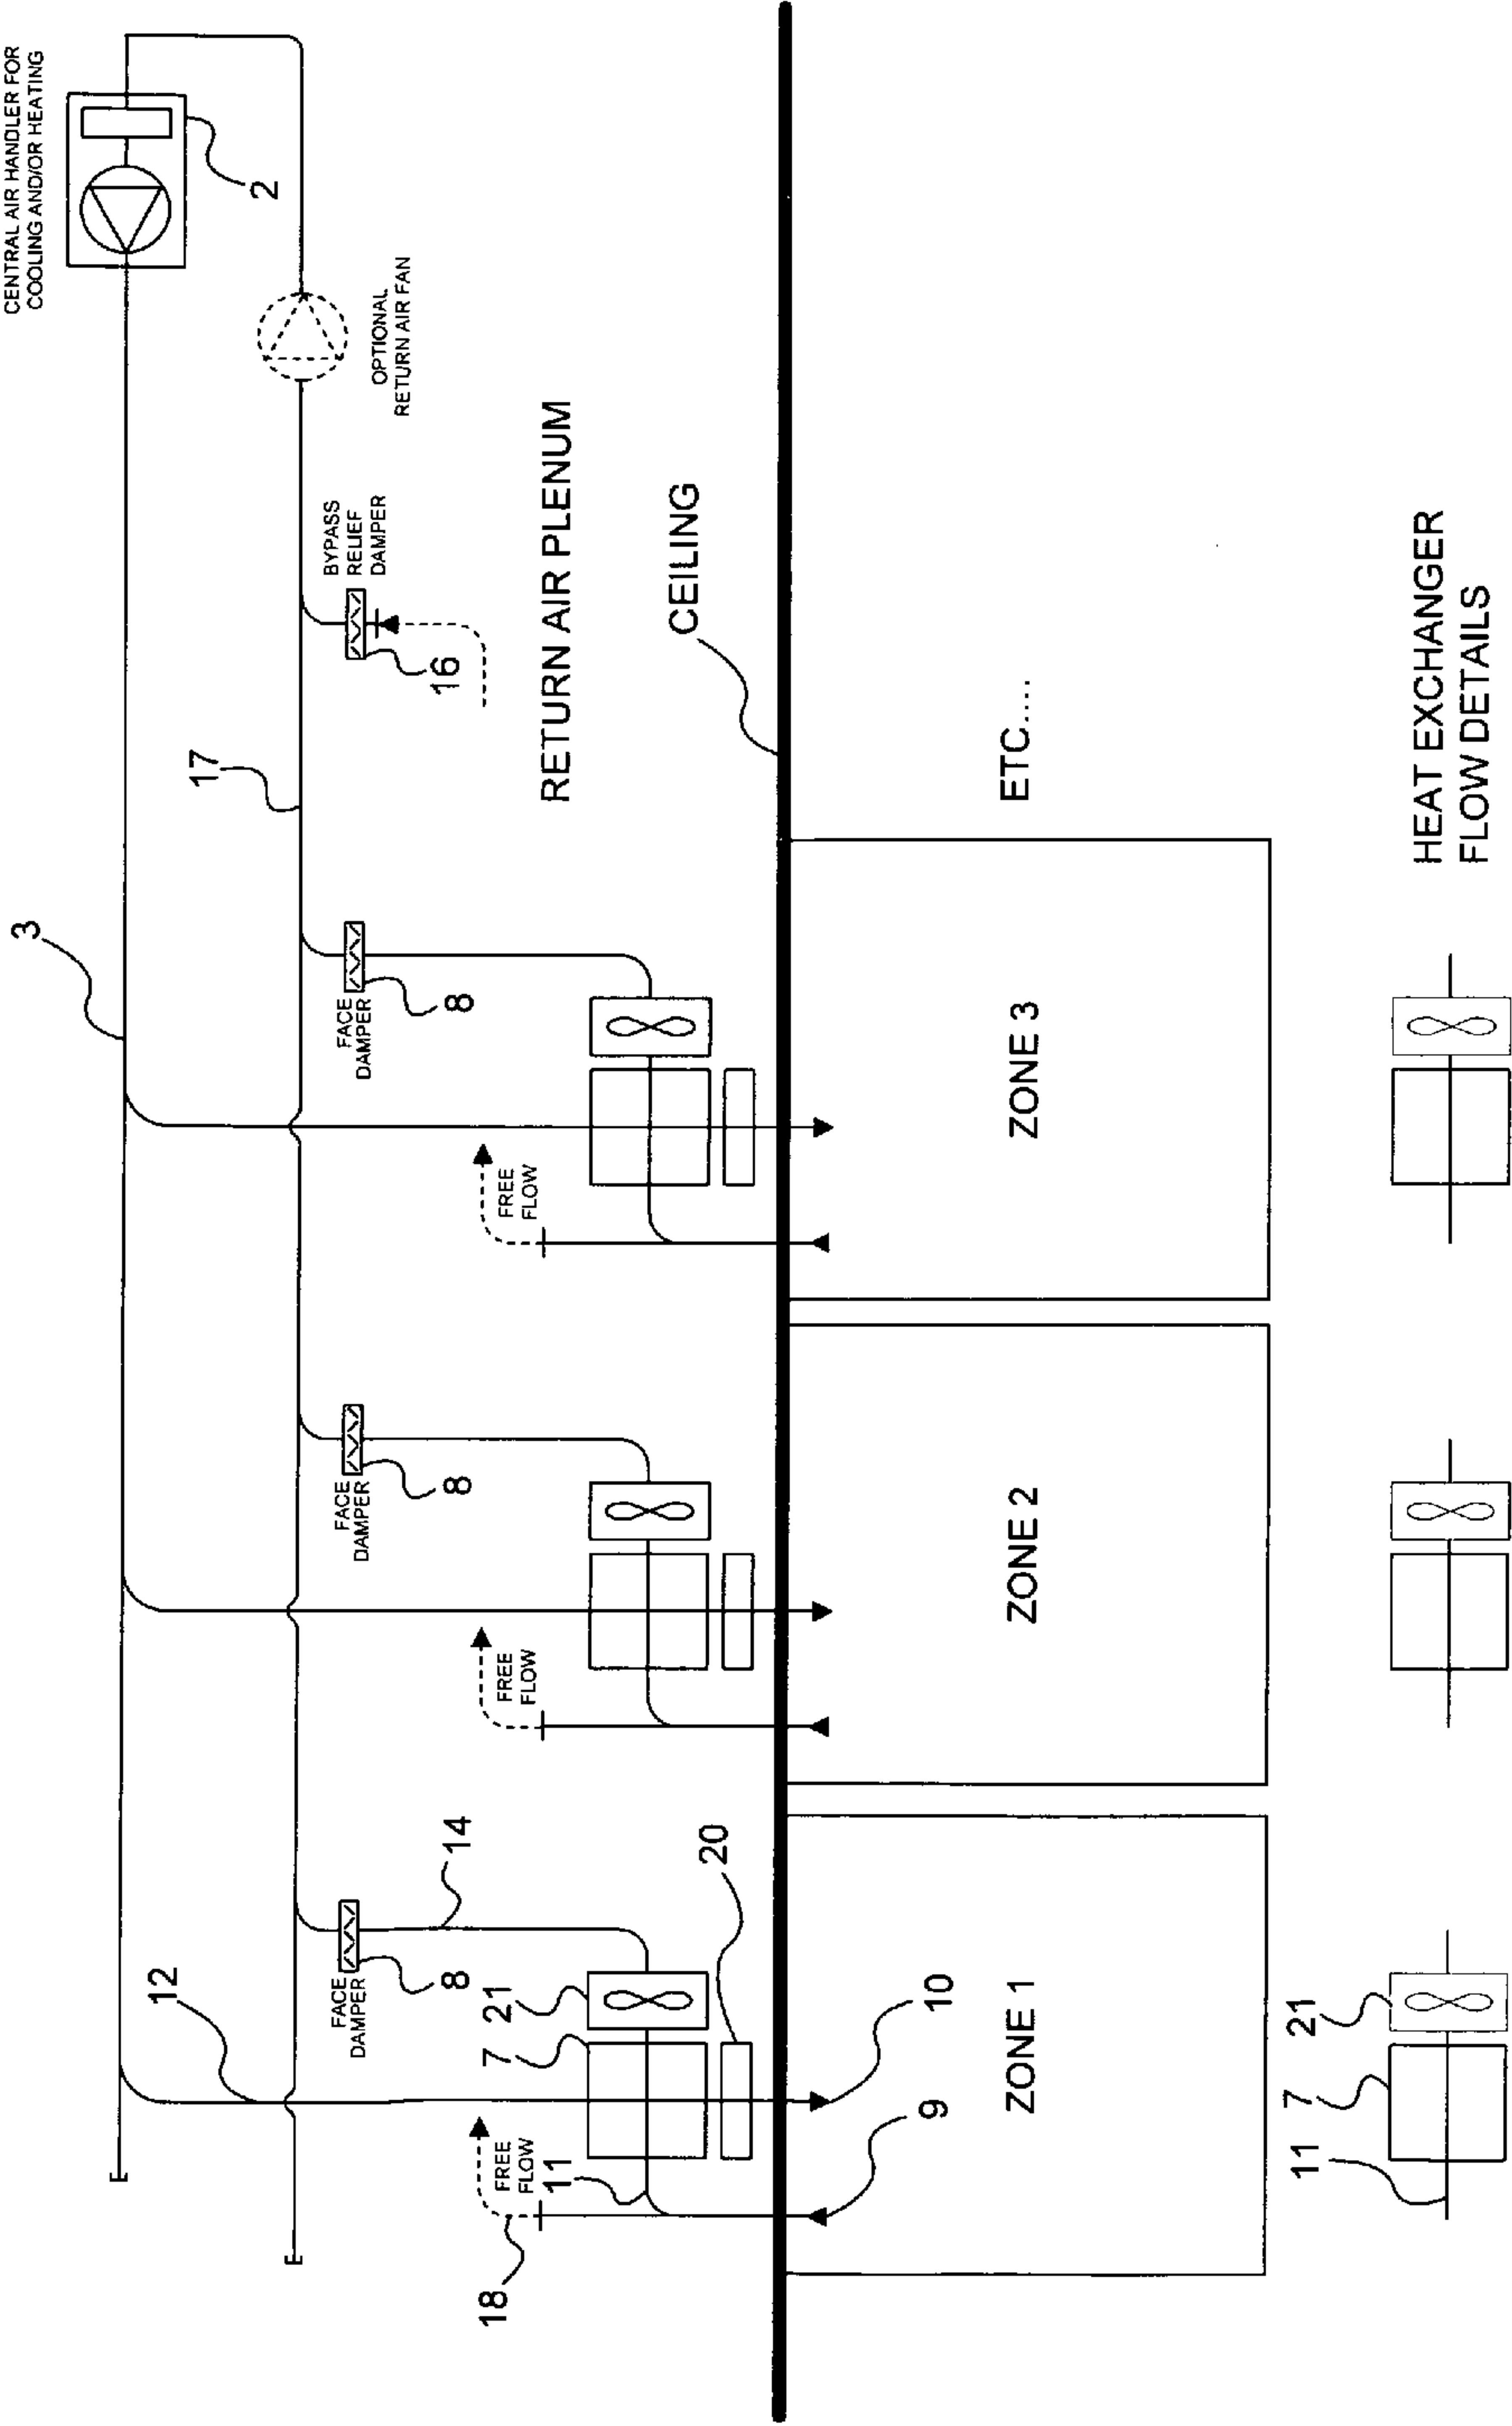 CENTRAL AIR HANDLER FOR
COOLING AND/OR HEATING
2
3
17
12
OPTIONAL
RETURN AIR FAN
BYPASS
RELIEF
DAMPER
16
FACE
DAMPER
8
FACE
DAMPER
8
FACE
DAMPER
8
14
RETURN AIR PLENUM
CEILING
18
FREE
FLOW
11
7
21
20
FREE
FLOW
FREE
FLOW
9
10
ZONE 1
ZONE 2
ZONE 3
ETC....
11
7
21
HEAT EXCHANGER
FLOW DETAILS